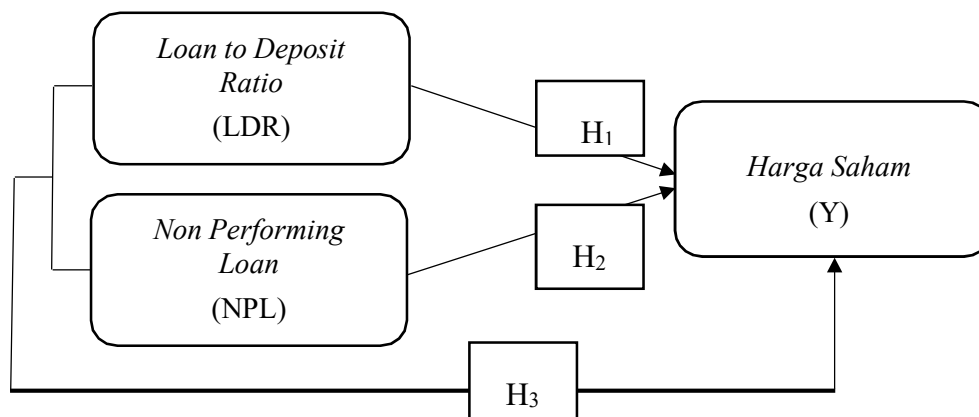 Loan to Deposit
Ratio
(LDR)
H₁
Harga Saham
(Y)
Non Performing
Loan
(NPL)
H₂
H₃